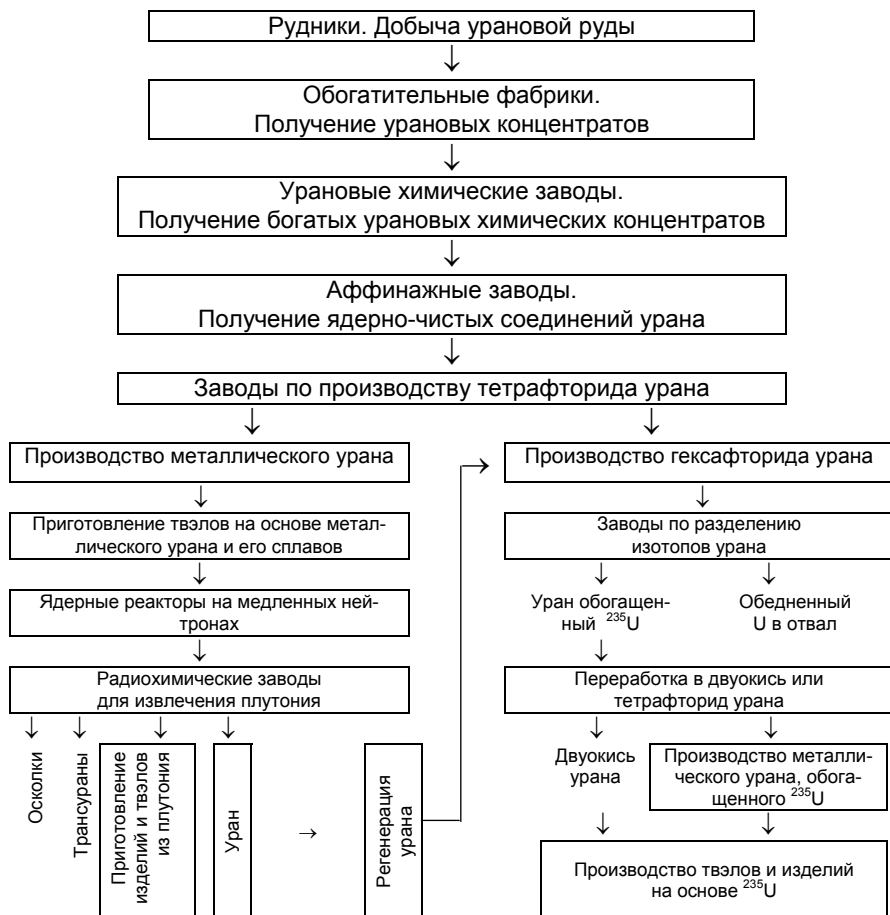 Рудники. Добыча урановой руды
Обогатительные фабрики.
Получение урановых концентратов
Урановые химические заводы.
Получение богатых урановых химических концентратов
Аффинажные заводы.
Получение ядерно-чистых соединений урана
Заводы по производству тетрафторида урана
Производство металлического урана
Приготовление твэлов на основе метал-
лического урана и его сплавов
Ядерные реакторы на медленных ней-
тронах
Радиохимические заводы
для извлечения плутония
Осколки
Трансураны
Приготовление
изделий и твэлов
из плутония
Уран
Регенерация
урана
Производство гексафторида урана
Заводы по разделению
изотопов урана
Уран обогащен-
ный ²³⁵U
Обедненный
U в отвал
Переработка в двуокись или
тетрафторид урана
Двуокись
урана
Производство металли-
ческого урана, обога-
щенного ²³⁵U
Производство твэлов и изделий
на основе ²³⁵U